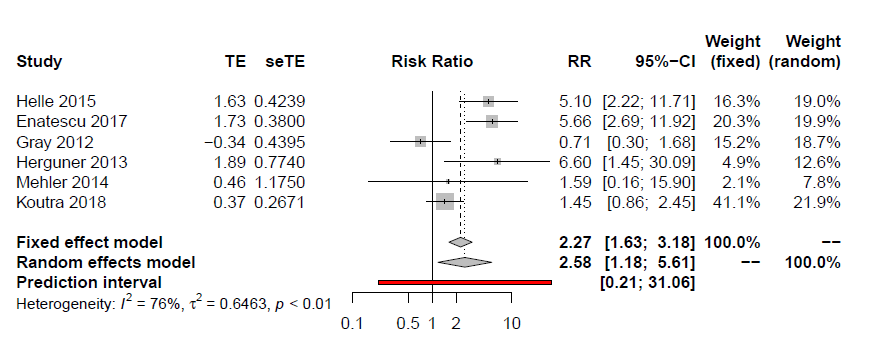 Weight Weight
Study TE seTE Risk Ratio RR 95%−CI (fixed) (random)
Helle 2015 1.63 0.4239 5.10 [2.22; 11.71] 16.3% 19.0%
Enatescu 2017 1.73 0.3800 5.66 [2.69; 11.92] 20.3% 19.9%
Gray 2012 −0.34 0.4395 0.71 [0.30; 1.68] 15.2% 18.7%
Herguner 2013 1.89 0.7740 6.60 [1.45; 30.09] 4.9% 12.6%
Mehler 2014 0.46 1.1750 1.59 [0.16; 15.90] 2.1% 7.8%
Koutra 2018 0.37 0.2671 1.45 [0.86; 2.45] 41.1% 21.9%
Fixed effect model 2.27 [1.63; 3.18] 100.0% −−
Random effects model 2.58 [1.18; 5.61] −− 100.0%
Prediction interval [0.21; 31.06]
Heterogeneity: I² = 76%, τ² = 0.6463, p < 0.01
0.1 0.5 1 2 10